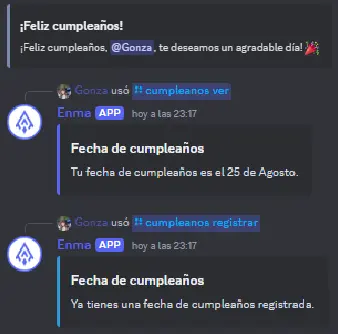 ¡Feliz cumpleaños!
¡Feliz cumpleaños, @Gonza, te deseamos un agradable día! 🎉
Gonza usó cumpleanos ver
Enma APP hoy a las 23:17
Fecha de cumpleaños
Tu fecha de cumpleaños es el 25 de Agosto.
Gonza usó cumpleanos registrar
Enma APP hoy a las 23:17
Fecha de cumpleaños
Ya tienes una fecha de cumpleaños registrada.